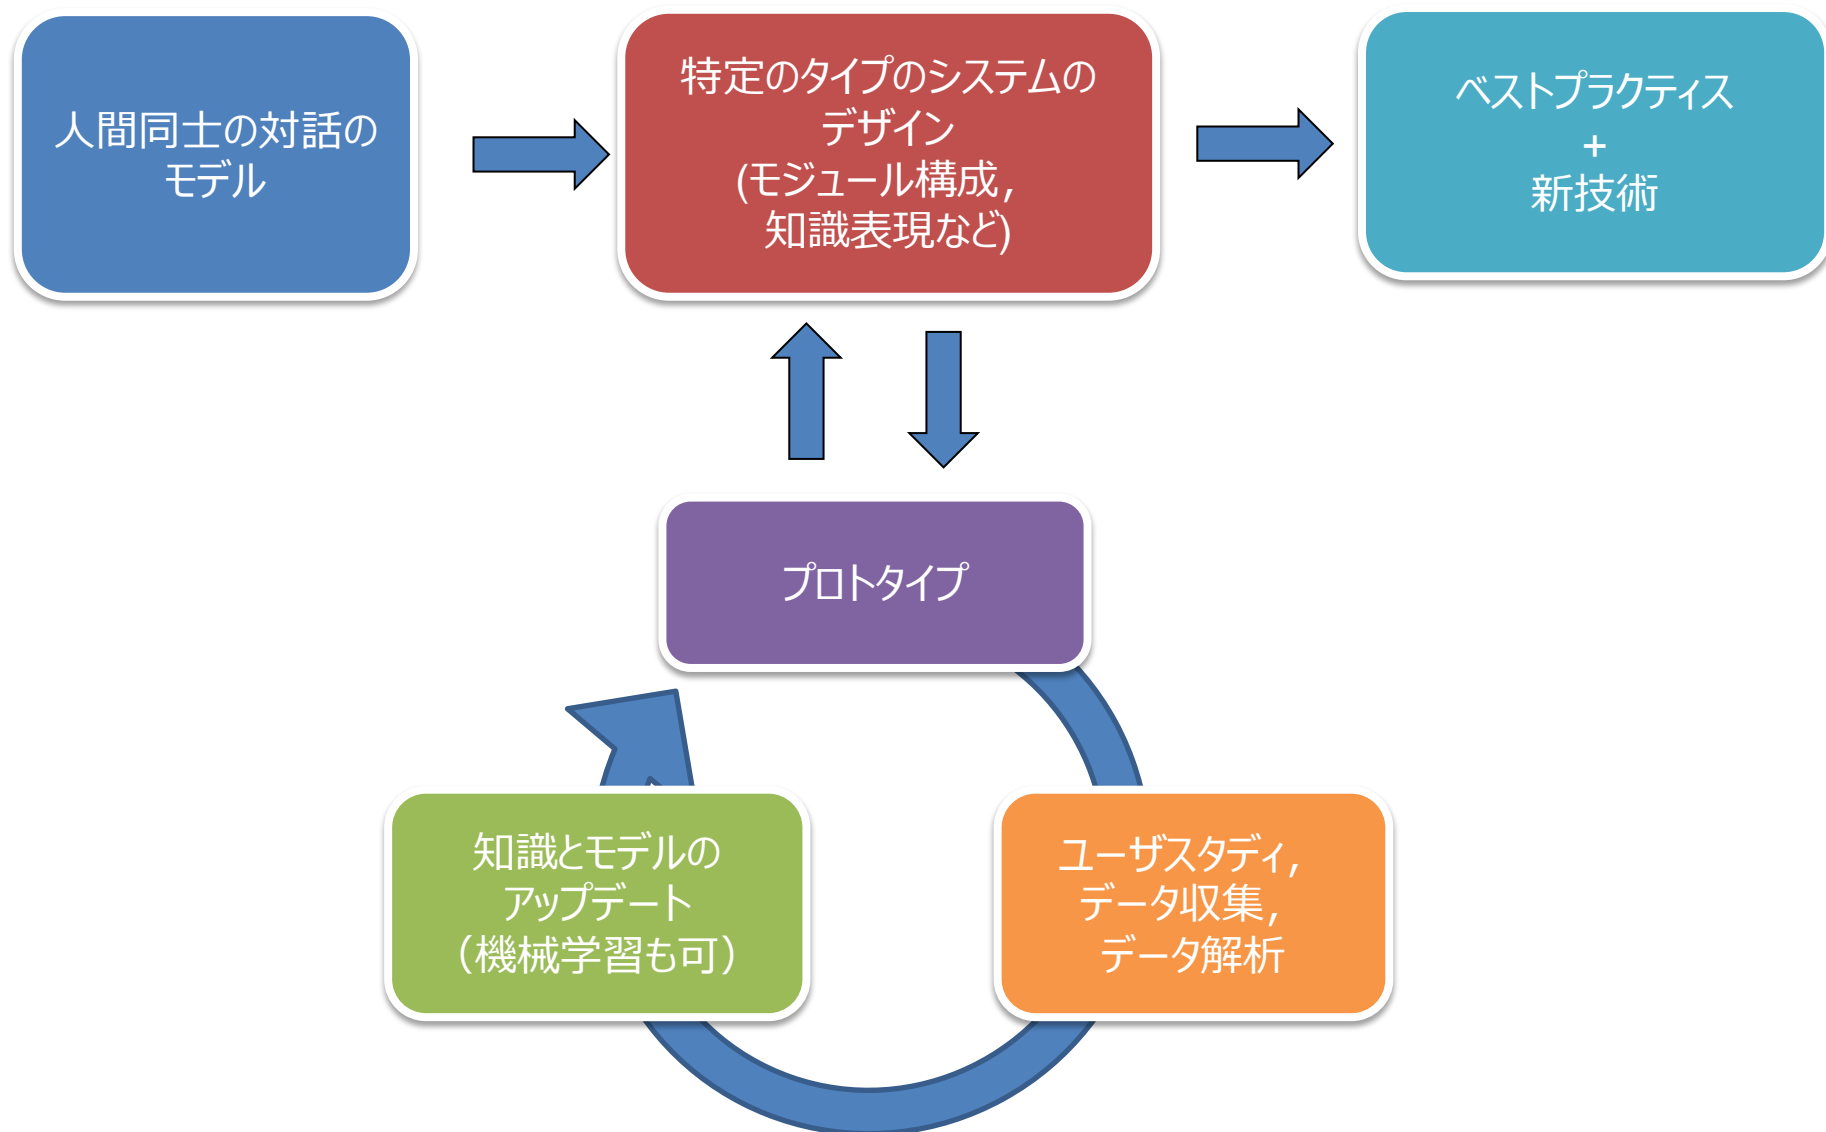 人間同士の対話の
モデル
特定のタイプのシステムの
デザイン
(モジュール構成,
知識表現など)
ベストプラクティス
+
新技術
プロトタイプ
知識とモデルの
アップデート
（機械学習も可）
ユーザスタディ,
データ収集,
データ解析